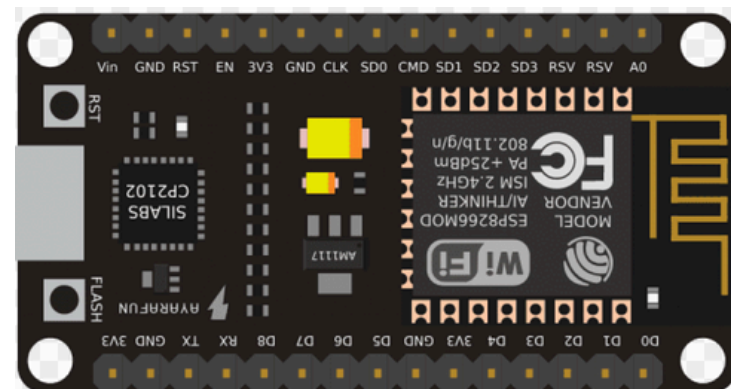 Vin GND RST EN 3V3 GND CLK SD0 CMD SD1 SD2 SD3 RSV RSV A0
RST
SILABS
CP2102
FLASH
AYARAFUN
AM1117
MODEL
VENDOR
FC
ESP8266MOD
AI/THINKER
ISM 2.4GHz
PA +25dBm
802.11b/g/n
Wi Fi
3V3 GND TX RX D8 D7 D6 D5 GND 3V3 D4 D3 D2 D1 D0